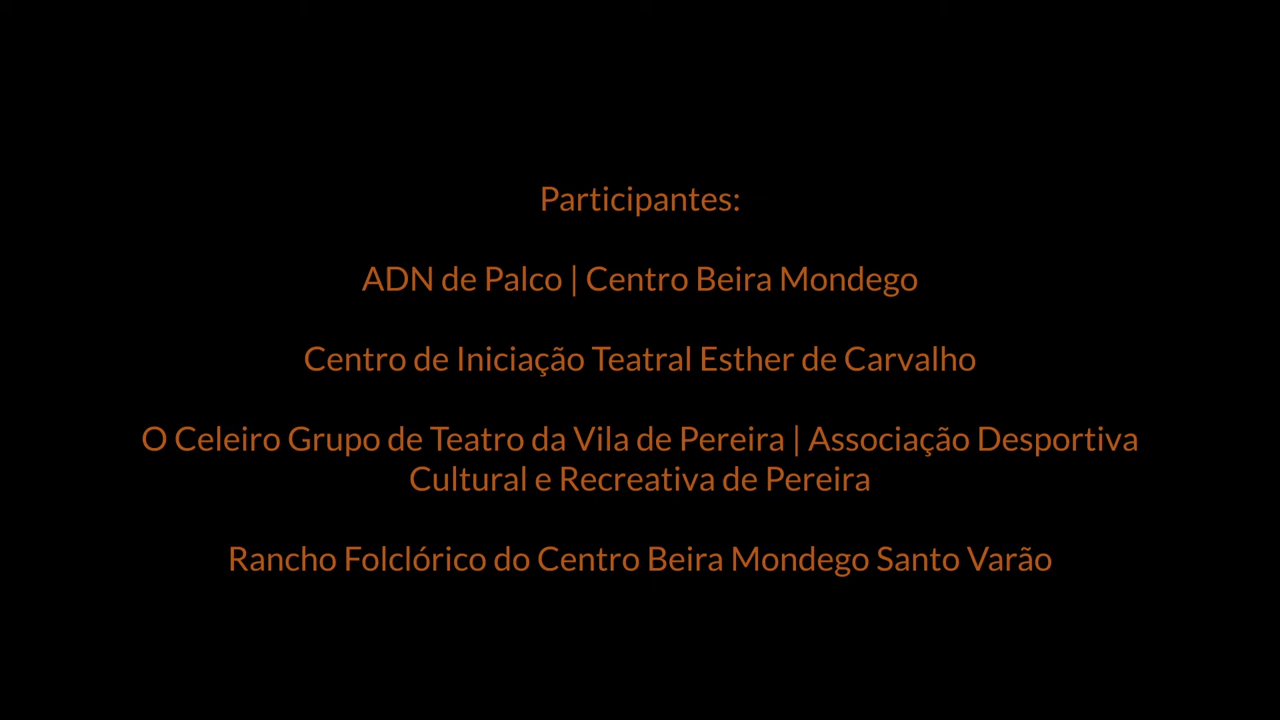 Participantes:
ADN de Palco | Centro Beira Mondego
Centro de Iniciação Teatral Esther de Carvalho
O Celeiro Grupo de Teatro da Vila de Pereira | Associação Desportiva
Cultural e Recreativa de Pereira
Rancho Folclórico do Centro Beira Mondego Santo Varão